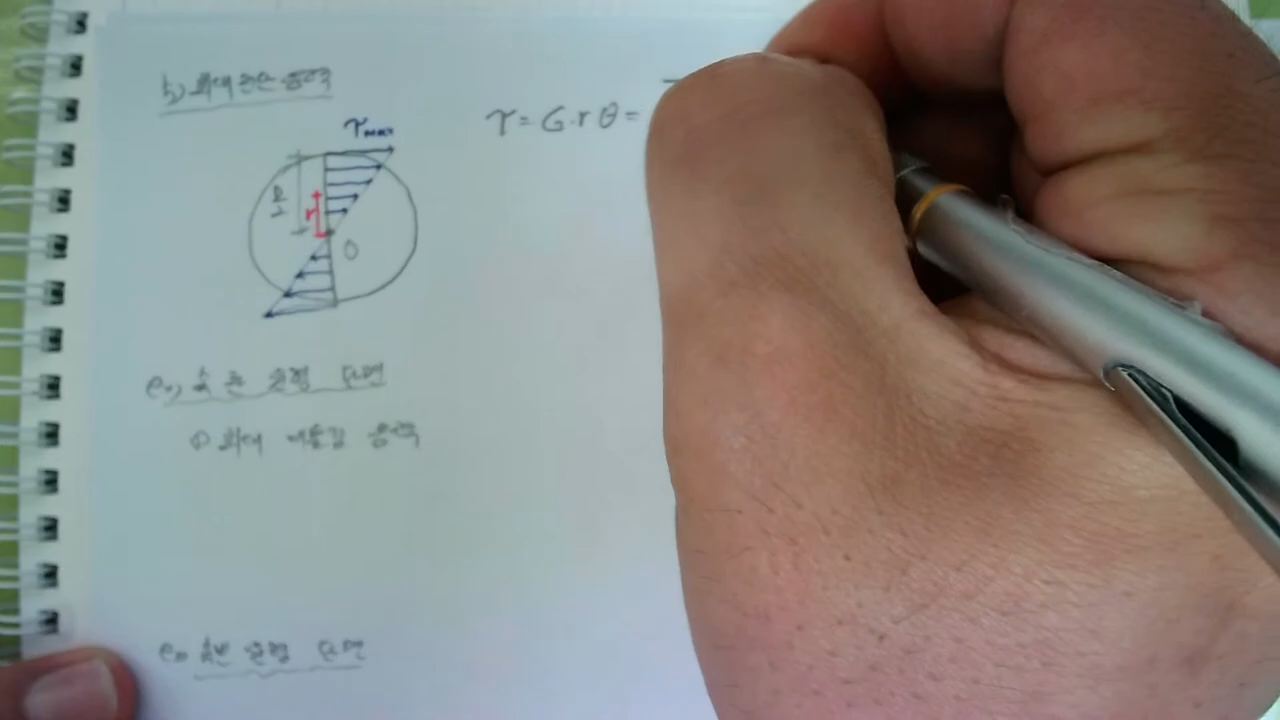 b) 최대 전단응력
τmax
τ = G·r θ =
D/2
r
O
ex) 속 찬 원형 단면
① 최대 비틀림 응력
ex) 속빈 원형 단면